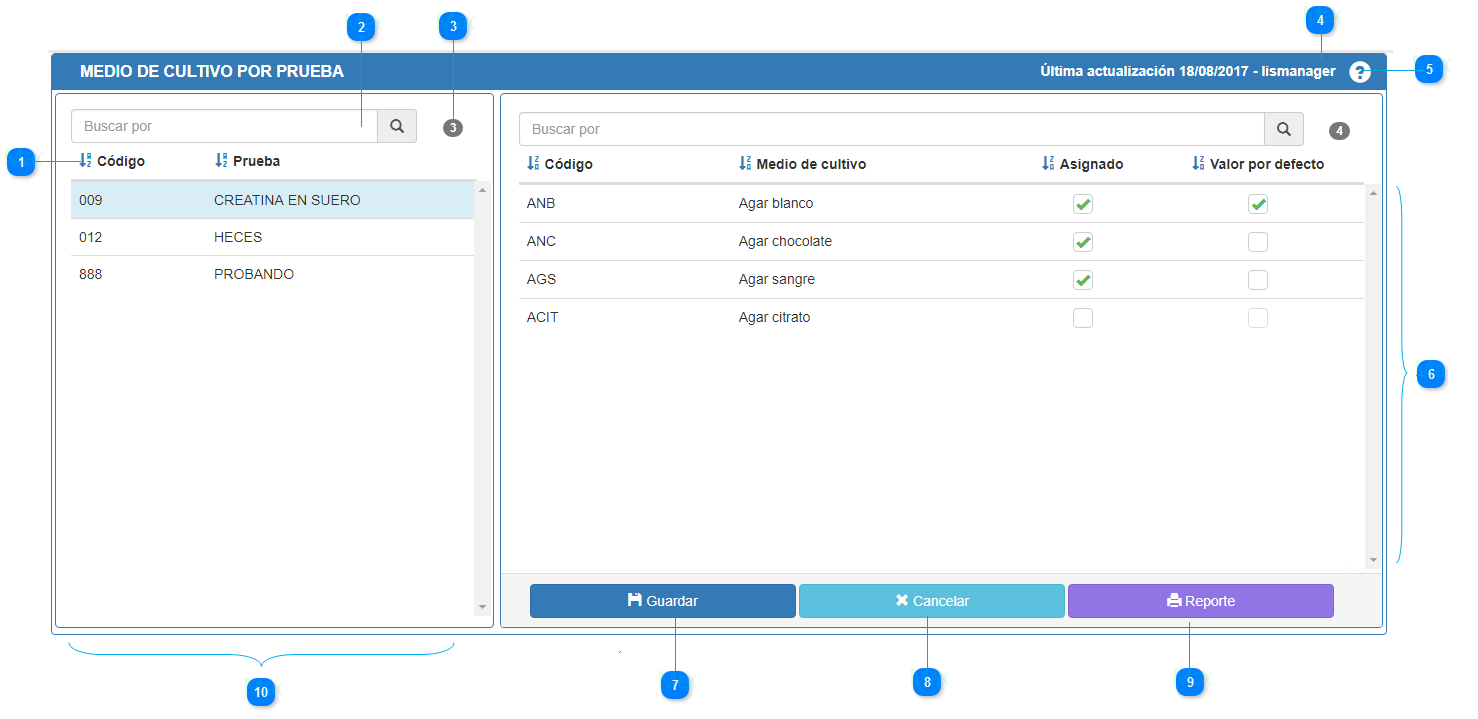 2
3
4
MEDIO DE CULTIVO POR PRUEBA
Última actualización 18/08/2017 - lismanager
?
5
Buscar por
3
1
Código Prueba
009 CREATINA EN SUERO
012 HECES
888 PROBANDO
Buscar por
4
Código Medio de cultivo Asignado Valor por defecto
ANB Agar blanco
ANC Agar chocolate
AGS Agar sangre
ACIT Agar citrato
6
Guardar
Cancelar
Reporte
10
7
8
9